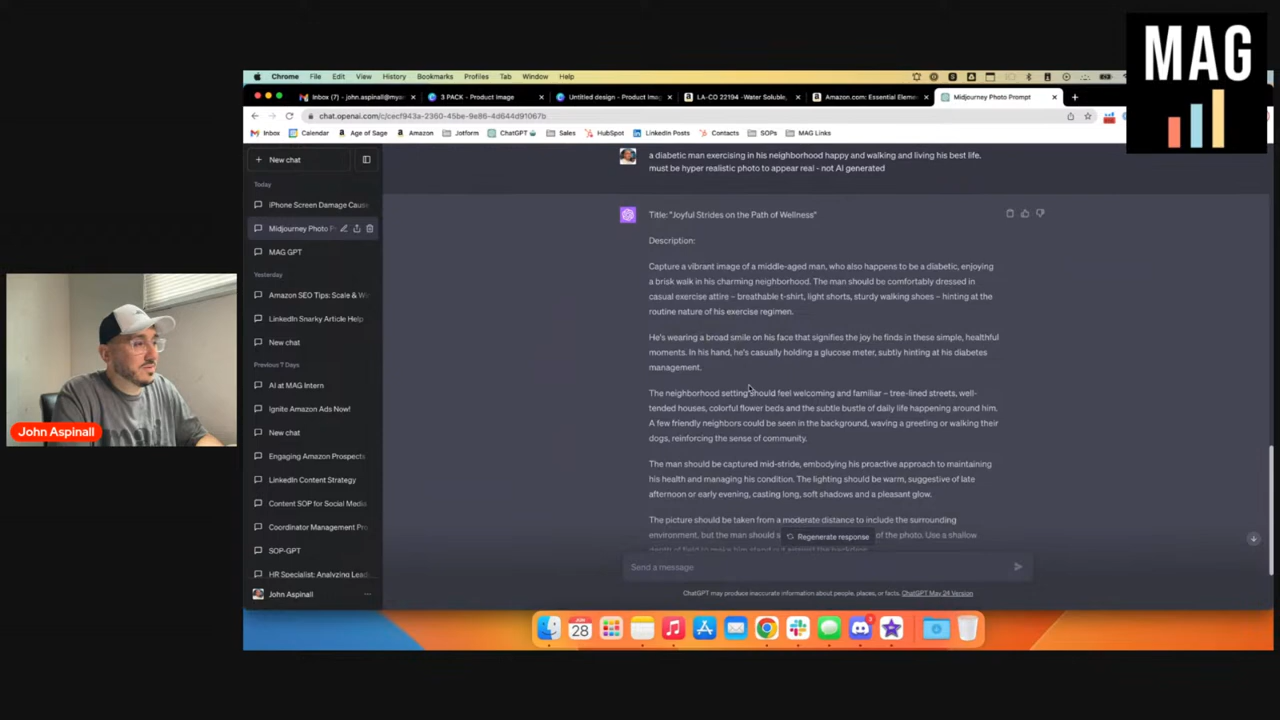 MAG
Chrome File Edit View History Bookmarks Profiles Tab Window Help
Inbox (7) - john.aspinall@mya
3 PACK - Product Image
Untitled design - Product Ima
LA-CO 22194 -Water Soluble,
Amazon.com: Essential Elem
Midjourney Photo Prompt
chat.openai.com/c/cecf943a-2360-45be-9e86-4d644d91067b
Inbox Calendar Age of Sage Amazon Jotform ChatGPT Sales HubSpot LinkedIn Posts Contacts SOPs MAG Links
New chat
Today
iPhone Screen Damage Cause
Midjourney Photo P
MAG GPT
Yesterday
Amazon SEO Tips: Scale & W
LinkedIn Snarky Article Help
New chat
Previous 7 Days
AI at MAG Intern
Ignite Amazon Ads Now!
New chat
Engaging Amazon Prospects
LinkedIn Content Strategy
Content SOP for Social Media
Coordinator Management Pro
SOP-GPT
HR Specialist: Analyzing Lead
John Aspinall
a diabetic man exercising in his neighborhood happy and walking and living his best life.
must be hyper realistic photo to appear real - not AI generated
Title: "Joyful Strides on the Path of Wellness"
Description:
Capture a vibrant image of a middle-aged man, who also happens to be a diabetic, enjoying
a brisk walk in his charming neighborhood. The man should be comfortably dressed in
casual exercise attire – breathable t-shirt, light shorts, sturdy walking shoes – hinting at the
routine nature of his exercise regimen.
He's wearing a broad smile on his face that signifies the joy he finds in these simple, healthful
moments. In his hand, he's casually holding a glucose meter, subtly hinting at his diabetes
management.
The neighborhood setting should feel welcoming and familiar – tree-lined streets, well-
tended houses, colorful flower beds and the subtle bustle of daily life happening around him.
A few friendly neighbors could be seen in the background, waving a greeting or walking their
dogs, reinforcing the sense of community.
The man should be captured mid-stride, embodying his proactive approach to maintaining
his health and managing his condition. The lighting should be warm, suggestive of late
afternoon or early evening, casting long, soft shadows and a pleasant glow.
The picture should be taken from a moderate distance to include the surrounding
environment, but the man should s
of the photo. Use a shallow
Regenerate response
Send a message
ChatGPT may produce inaccurate information about people, places, or facts. ChatGPT May 24 Version
John Aspinall
JUN
28
3